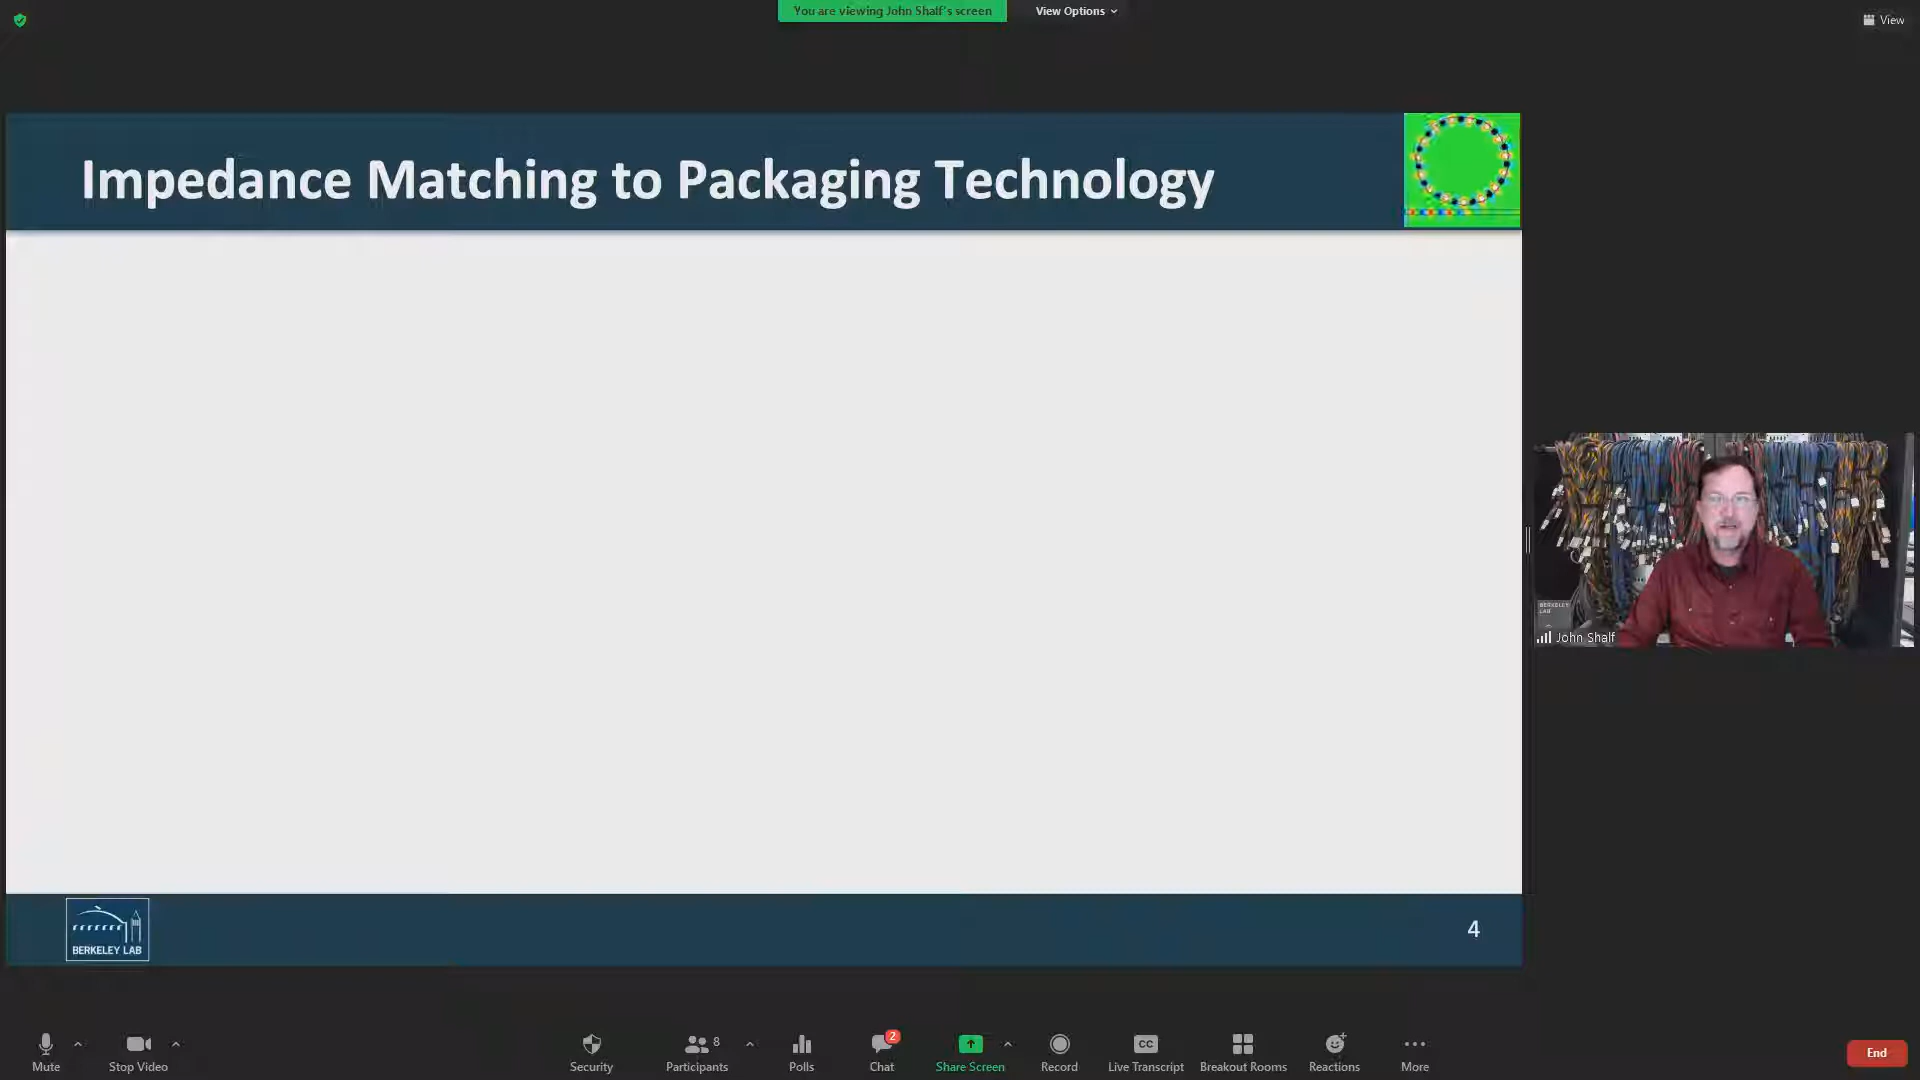 You are viewing John Shalf's screen
View Options
View
Impedance Matching to Packaging Technology
BERKELEY LAB
John Shalf
BERKELEY LAB
4
Mute
Stop Video
Security
8
Participants
Polls
2
Chat
Share Screen
Record
CC
Live Transcript
Breakout Rooms
Reactions
More
End